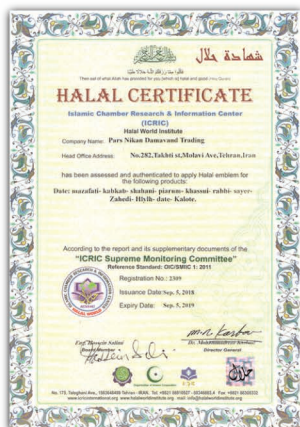 شهادة حلال
HALAL CERTIFICATE
Islamic Chamber Research & Information Center
(ICRIC)
Halal World Institute
Company Name: Pars Nikan Damavand Trading
Head Office Address: No.282,Takhti st,Molavi Ave,Tehran,Iran
has been assessed and authenticated to apply Halal emblem for
the following products:
Date: mazafati- kabkab- shahani- piarum- khassui- rabbi- sayer-
Zahedi- Hlylh- date- Kalote.
According to the report and its supplementary documents of the
"ICRIC Supreme Monitoring Committee"
Reference Standard: OIC/SMIC 1: 2011
Registration No.: 2309
Issuance Date: Sep. 5, 2018
Expiry Date: Sep. 5, 2019
Board Member
Director General